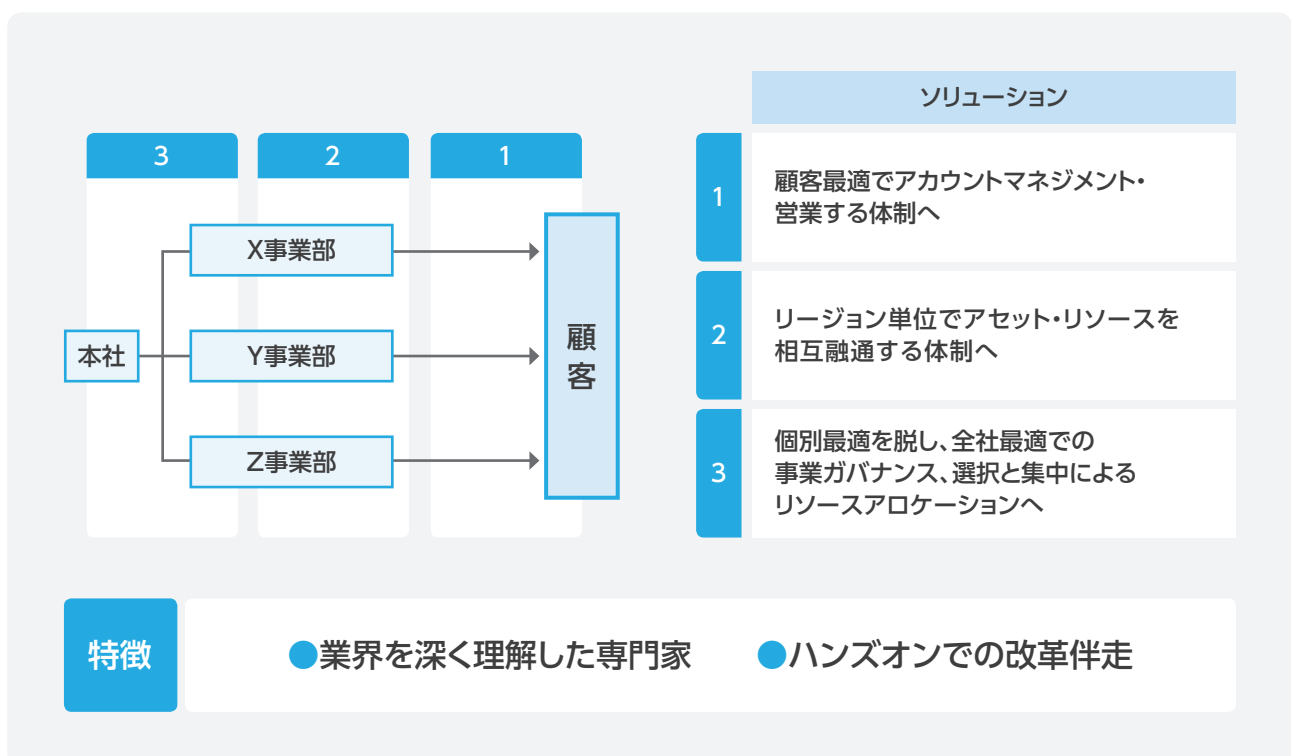 3
2
1
X事業部
本社
Y事業部
Z事業部
顧客
ソリューション
1
顧客最適でアカウントマネジメント・
営業する体制へ
2
リージョン単位でアセット・リソースを
相互融通する体制へ
3
個別最適を脱し、全社最適での
事業ガバナンス、選択と集中による
リソースアロケーションへ
特徴
●業界を深く理解した専門家
●ハンズオンでの改革伴走